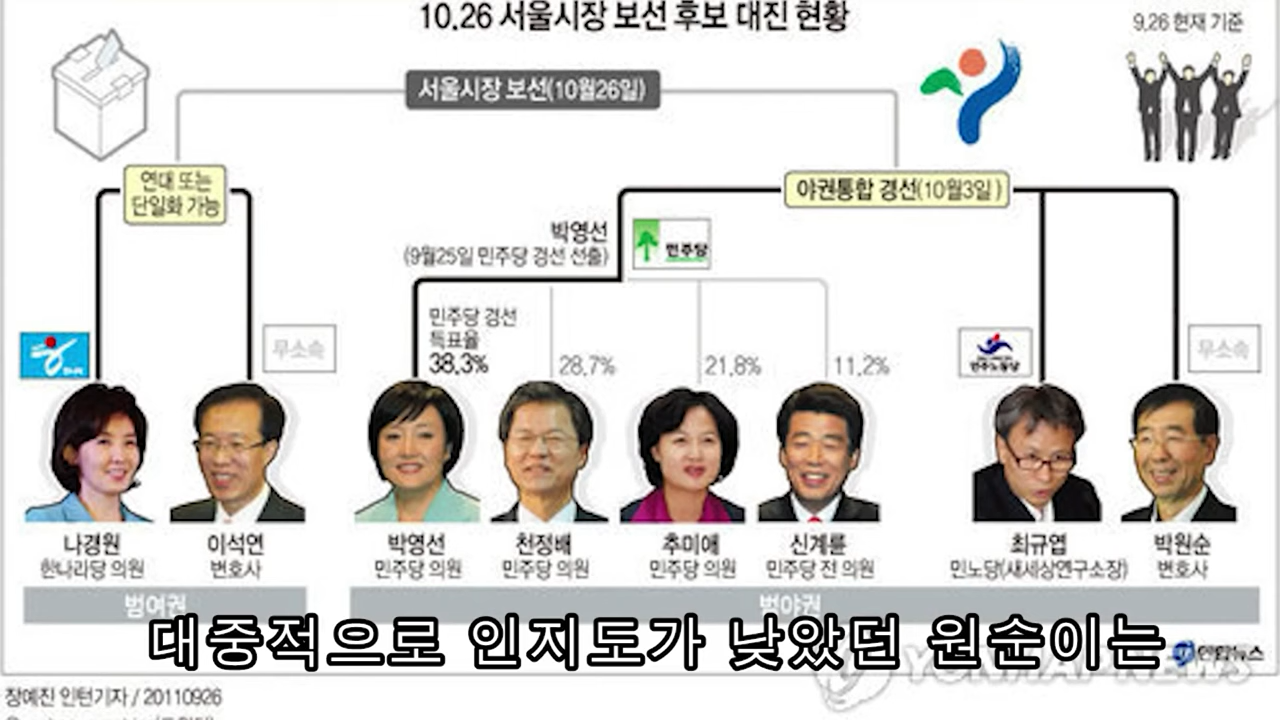 10.26 서울시장 보선 후보 대진 현황
9.26 현재 기준
서울시장 보선(10월26일)
연대 또는
단일화 가능
야권통합 경선(10월3일)
박영선
(9월25일 민주당 경선 선출)
민주당
민주당 경선
득표율
38.3%
28.7%
21.8%
11.2%
무소속
민주노동당
무소속
나경원
한나라당 의원
이석연
변호사
박영선
민주당 의원
천정배
민주당 의원
추미애
민주당 의원
신계륜
민주당 전 의원
최규엽
민노당(새세상연구소장)
박원순
변호사
범여권
범야권
대중적으로 인지도가 낮았던 원순이는
연합뉴스
YONHAPNEWS
장예진 인턴기자 / 20110926